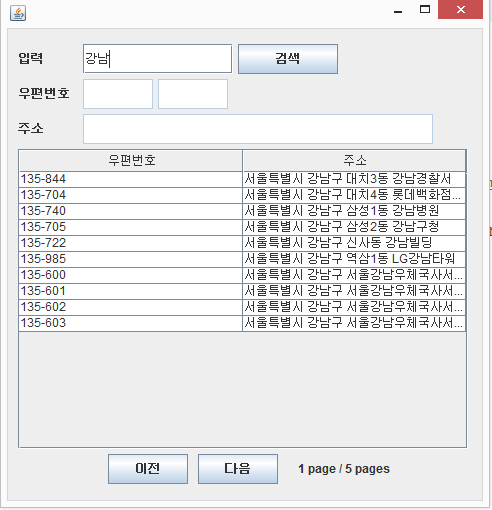 입력 강남 검색
우편번호
주소
우편번호 주소
135-844 서울특별시 강남구 대치3동 강남경찰서
135-704 서울특별시 강남구 대치4동 롯데백화점...
135-740 서울특별시 강남구 삼성1동 강남병원
135-705 서울특별시 강남구 삼성2동 강남구청
135-722 서울특별시 강남구 신사동 강남빌딩
135-985 서울특별시 강남구 역삼1동 LG강남타워
135-600 서울특별시 강남구 서울강남우체국사서...
135-601 서울특별시 강남구 서울강남우체국사서...
135-602 서울특별시 강남구 서울강남우체국사서...
135-603 서울특별시 강남구 서울강남우체국사서...
이전 다음 1 page / 5 pages